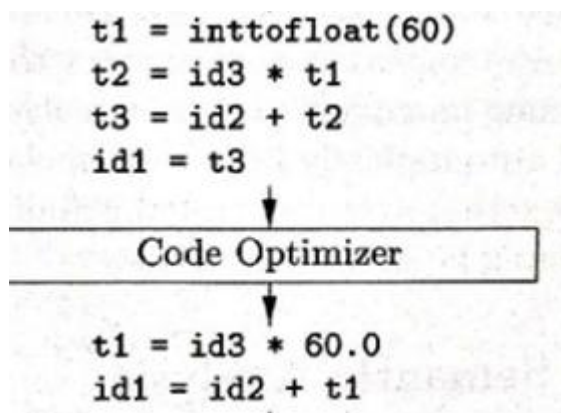 t1 = inttofloat(60)
t2 = id3 * t1
t3 = id2 + t2
id1 = t3
Code Optimizer
t1 = id3 * 60.0
id1 = id2 + t1